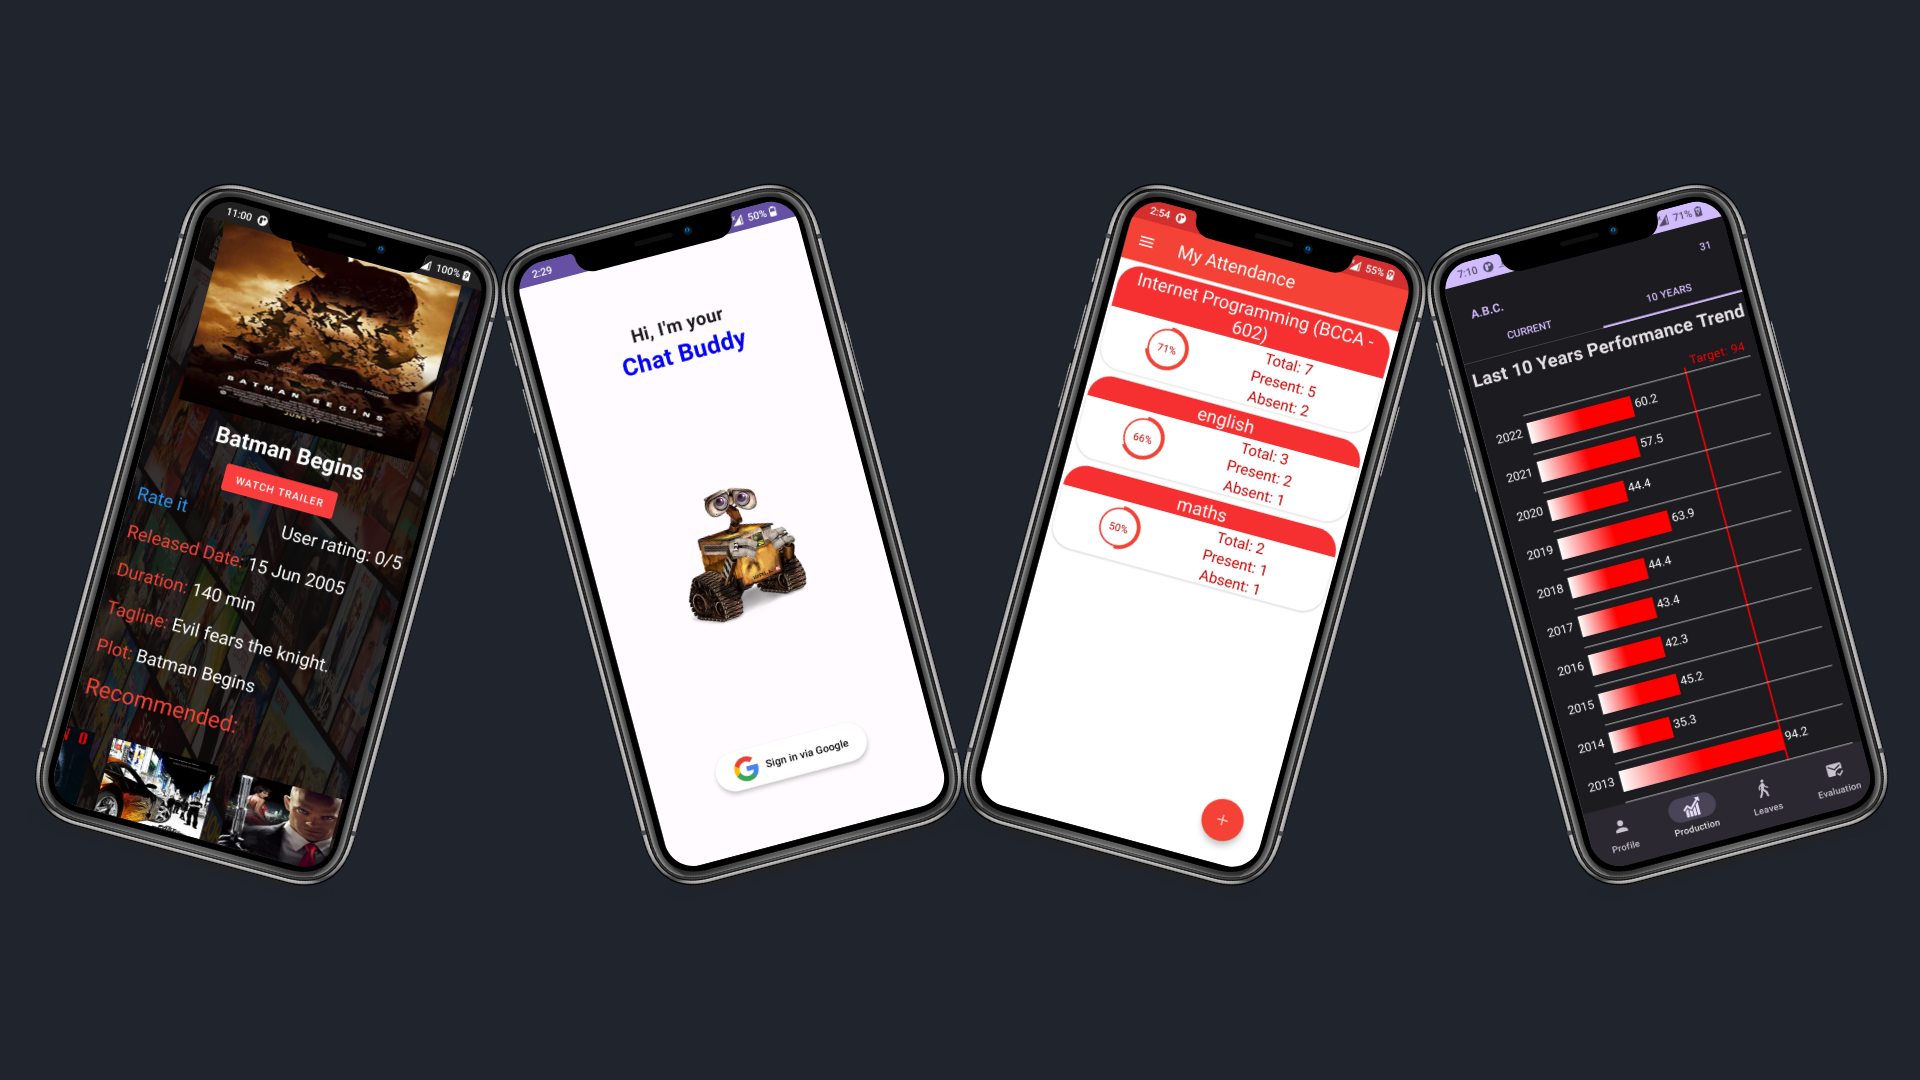 11:00
100%
BATMAN BEGINS
JUNE 17
Batman Begins
WATCH TRAILER
Rate it
User rating: 0/5
Released Date: 15 Jun 2005
Duration: 140 min
Tagline: Evil fears the knight.
Plot: Batman Begins
Recommended:
2:29
50%
Hi, I'm your
Chat Buddy
Sign in via Google
2:54
55%
My Attendance
Internet Programming (BCCA -
602)
71%
Total: 7
Present: 5
Absent: 2
english
66%
Total: 3
Present: 2
Absent: 1
maths
50%
Total: 2
Present: 1
Absent: 1
+
7:10
71%
A.B.C.
31
CURRENT
10 YEARS
Last 10 Years Performance Trend
Target: 94
2022 60.2
2021 57.5
2020 44.4
2019 63.9
2018 44.4
2017 43.4
2016 42.3
2015 45.2
2014 35.3
2013 94.2
Profile
Production
Leaves
Evaluation